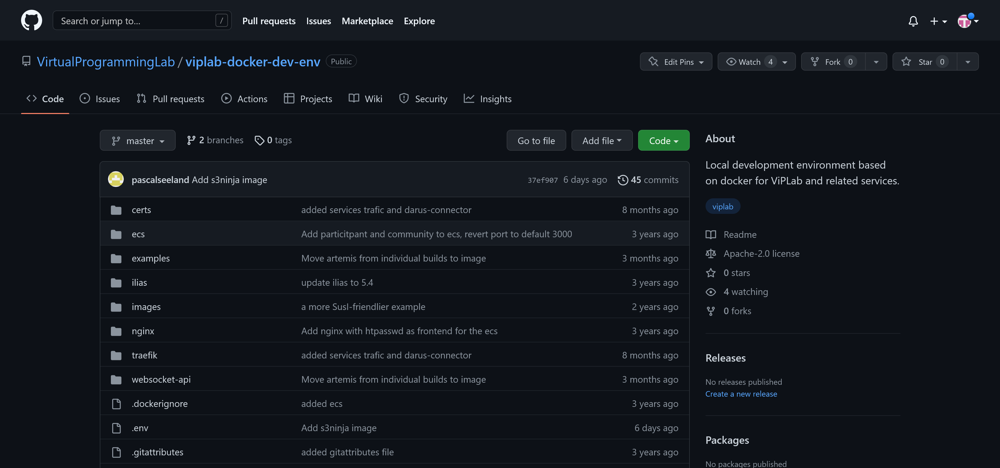 Search or jump to... / Pull requests Issues Marketplace Explore
VirtualProgrammingLab / viplab-docker-dev-env Public Edit Pins Watch 4 Fork 0 Star 0
Code Issues Pull requests Actions Projects Wiki Security Insights
master 2 branches 0 tags Go to file Add file Code
pascalseeland Add s3ninja image 37ef907 6 days ago 45 commits
certs added services trafic and darus-connector 8 months ago
ecs Add particitpant and community to ecs, revert port to default 3000 3 years ago
examples Move artemis from individual builds to image 3 months ago
ilias update ilias to 5.4 3 years ago
images a more Susl-friendlier example 2 years ago
nginx Add nginx with htpasswd as frontend for the ecs 3 years ago
traefik added services trafic and darus-connector 8 months ago
websocket-api Move artemis from individual builds to image 3 months ago
.dockerignore added ecs 3 years ago
.env Add s3ninja image 6 days ago
.gitattributes added gitattributes file 3 years ago
About
Local development environment based
on docker for ViPLab and related services.
viplab
Readme
Apache-2.0 license
0 stars
4 watching
0 forks
Releases
No releases published
Create a new release
Packages
No packages published